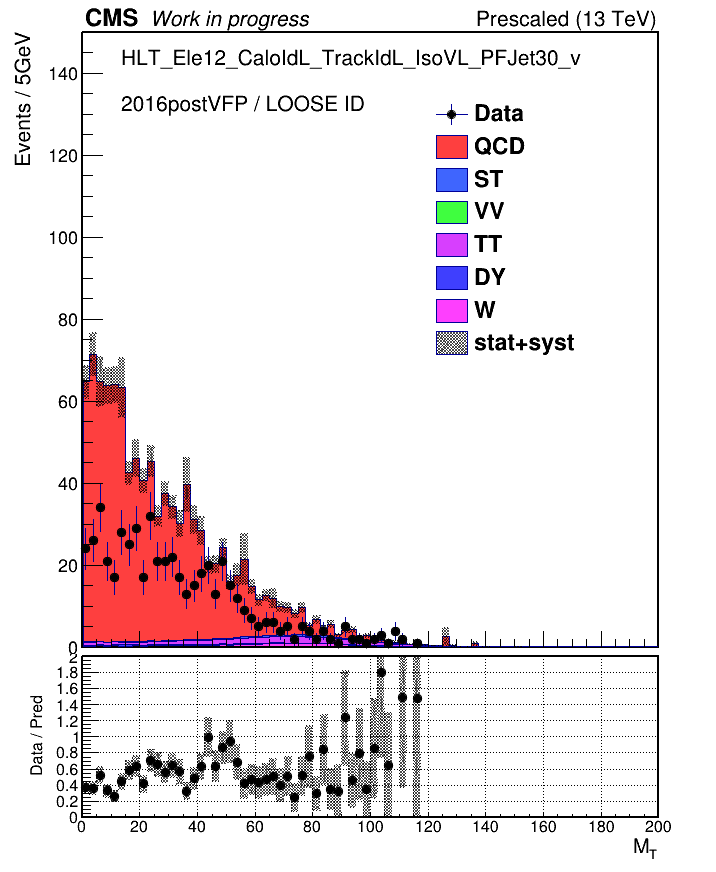 CMS Work in progress Prescaled (13 TeV)
HLT_Ele12_CaloIdL_TrackIdL_IsoVL_PFJet30_v
2016postVFP / LOOSE ID
Data
QCD
ST
VV
TT
DY
W
stat+syst
Events / 5GeV
140
120
100
80
60
40
20
0
Data / Pred
2
1.8
1.6
1.4
1.2
1
0.8
0.6
0.4
0.2
0
0 20 40 60 80 100 120 140 160 180 200
M_T